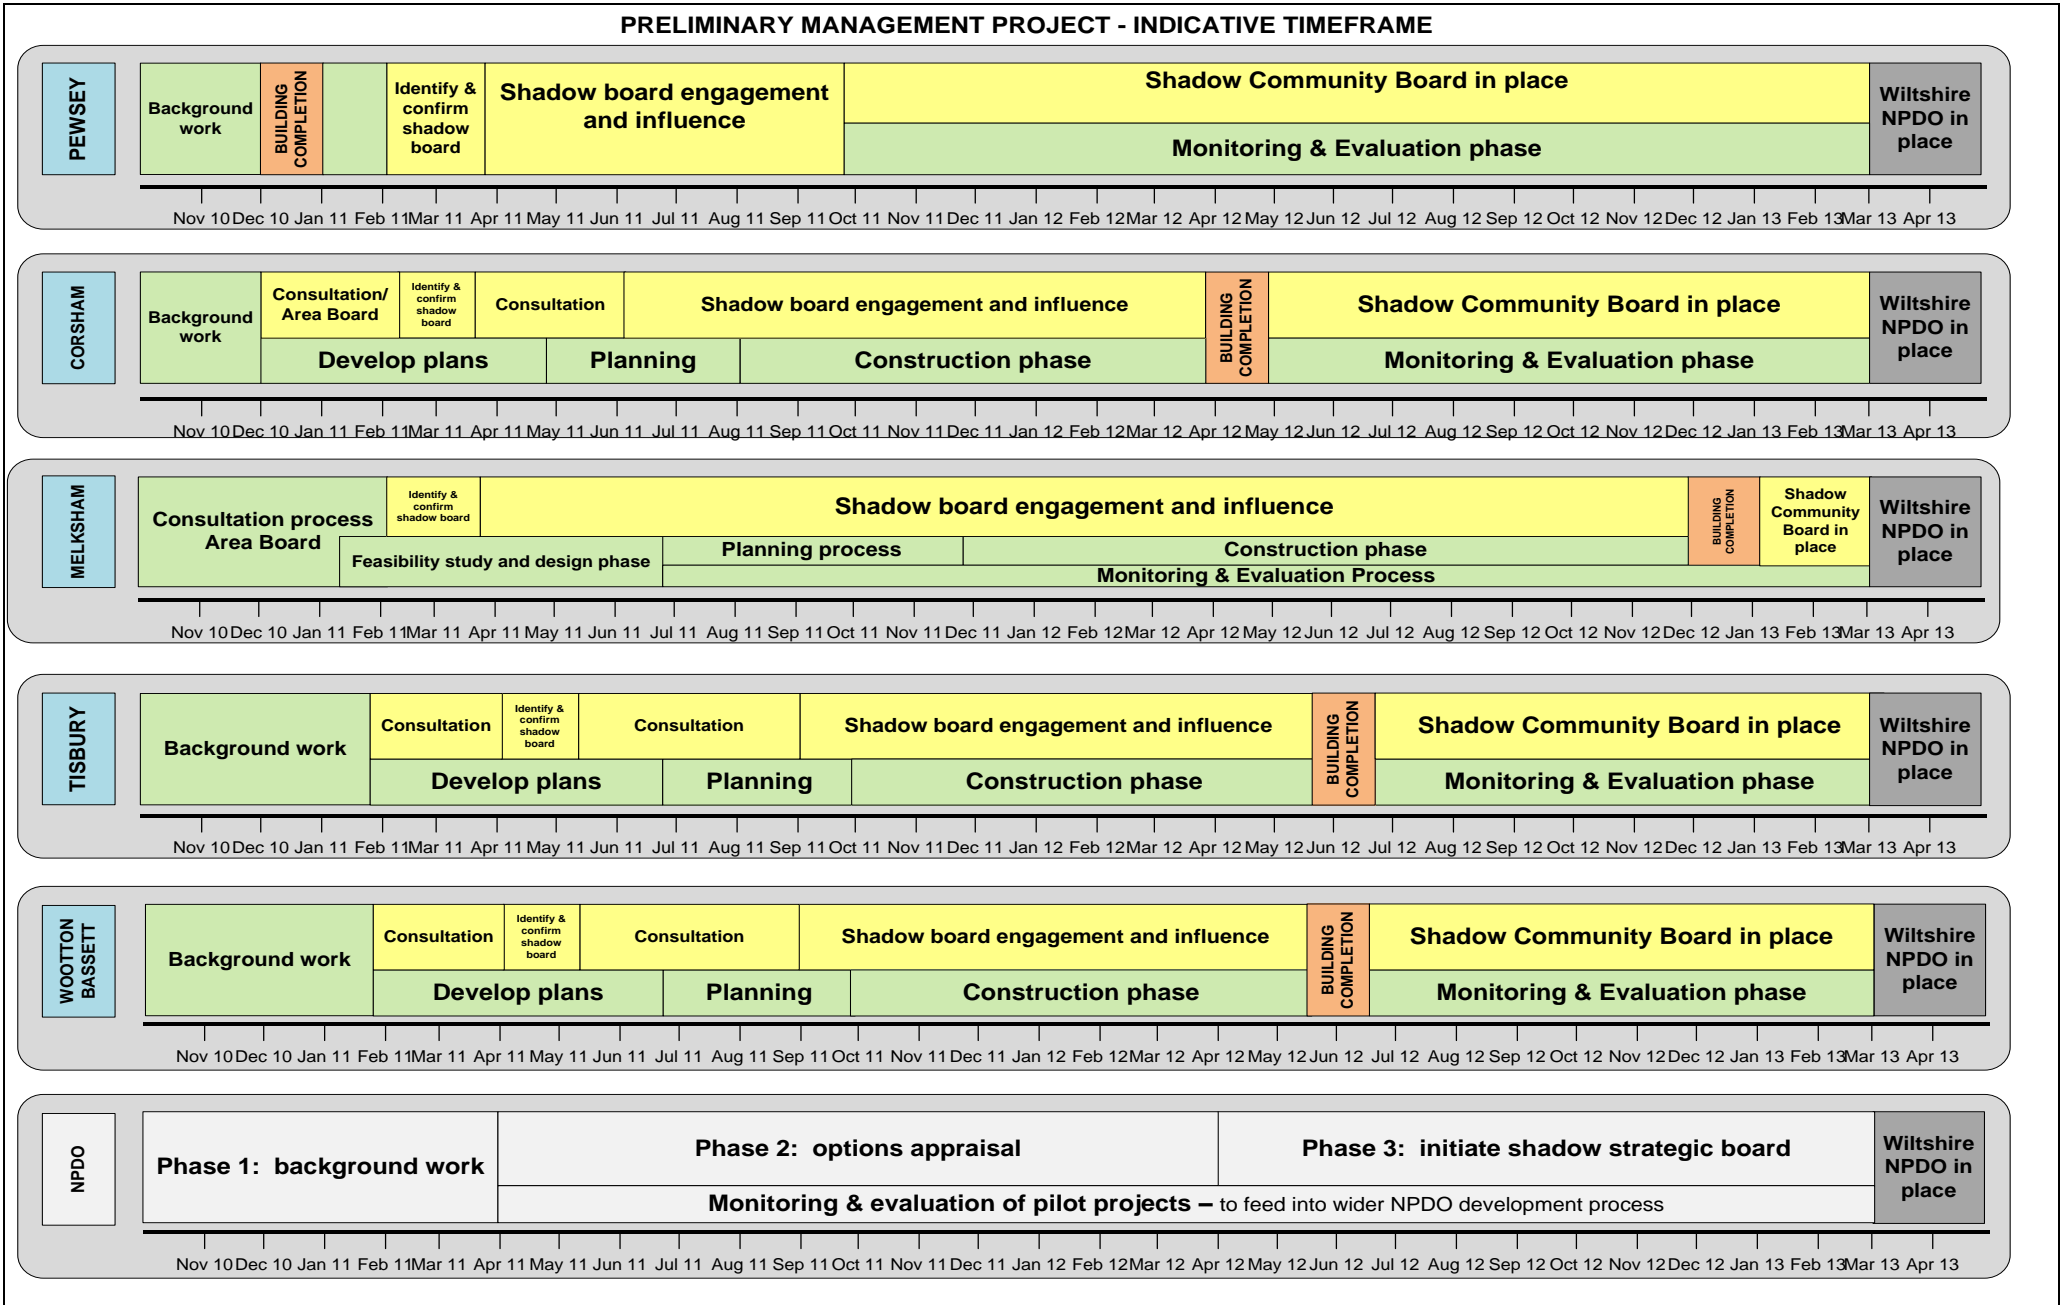 PRELIMINARY MANAGEMENT PROJECT - INDICATIVE TIMEFRAME
PEWSEY
Background
work
BUILDING
COMPLETION
Identify &
confirm
shadow
board
Shadow board engagement
and influence
Shadow Community Board in place
Monitoring & Evaluation phase
Wiltshire
NPDO in
place
Nov 10 Dec 10 Jan 11 Feb 11 Mar 11 Apr 11 May 11 Jun 11 Jul 11 Aug 11 Sep 11 Oct 11 Nov 11 Dec 11 Jan 12 Feb 12 Mar 12 Apr 12 May 12 Jun 12 Jul 12 Aug 12 Sep 12 Oct 12 Nov 12 Dec 12 Jan 13 Feb 13 Mar 13 Apr 13
CORSHAM
Background
work
Consultation/
Area Board
Identify &
confirm
shadow
board
Consultation
Shadow board engagement and influence
Develop plans
Planning
Construction phase
BUILDING
COMPLETION
Shadow Community Board in place
Monitoring & Evaluation phase
Wiltshire
NPDO in
place
Nov 10 Dec 10 Jan 11 Feb 11 Mar 11 Apr 11 May 11 Jun 11 Jul 11 Aug 11 Sep 11 Oct 11 Nov 11 Dec 11 Jan 12 Feb 12 Mar 12 Apr 12 May 12 Jun 12 Jul 12 Aug 12 Sep 12 Oct 12 Nov 12 Dec 12 Jan 13 Feb 13 Mar 13 Apr 13
MELKSHAM
Consultation process
Area Board
Identify &
confirm
shadow board
Shadow board engagement and influence
Feasibility study and design phase
Planning process
Construction phase
Monitoring & Evaluation Process
BUILDING
COMPLETION
Shadow
Community
Board in
place
Wiltshire
NPDO in
place
Nov 10 Dec 10 Jan 11 Feb 11 Mar 11 Apr 11 May 11 Jun 11 Jul 11 Aug 11 Sep 11 Oct 11 Nov 11 Dec 11 Jan 12 Feb 12 Mar 12 Apr 12 May 12 Jun 12 Jul 12 Aug 12 Sep 12 Oct 12 Nov 12 Dec 12 Jan 13 Feb 13 Mar 13 Apr 13
TISBURY
Background work
Consultation
Identify &
confirm
shadow
board
Consultation
Shadow board engagement and influence
Develop plans
Planning
Construction phase
BUILDING
COMPLETION
Shadow Community Board in place
Monitoring & Evaluation phase
Wiltshire
NPDO in
place
Nov 10 Dec 10 Jan 11 Feb 11 Mar 11 Apr 11 May 11 Jun 11 Jul 11 Aug 11 Sep 11 Oct 11 Nov 11 Dec 11 Jan 12 Feb 12 Mar 12 Apr 12 May 12 Jun 12 Jul 12 Aug 12 Sep 12 Oct 12 Nov 12 Dec 12 Jan 13 Feb 13 Mar 13 Apr 13
WOOTTON
BASSETT
Background work
Consultation
Identify &
confirm
shadow
board
Consultation
Shadow board engagement and influence
Develop plans
Planning
Construction phase
BUILDING
COMPLETION
Shadow Community Board in place
Monitoring & Evaluation phase
Wiltshire
NPDO in
place
Nov 10 Dec 10 Jan 11 Feb 11 Mar 11 Apr 11 May 11 Jun 11 Jul 11 Aug 11 Sep 11 Oct 11 Nov 11 Dec 11 Jan 12 Feb 12 Mar 12 Apr 12 May 12 Jun 12 Jul 12 Aug 12 Sep 12 Oct 12 Nov 12 Dec 12 Jan 13 Feb 13 Mar 13 Apr 13
NPDO
Phase 1: background work
Phase 2: options appraisal
Phase 3: initiate shadow strategic board
Monitoring & evaluation of pilot projects – to feed into wider NPDO development process
Wiltshire
NPDO in
place
Nov 10 Dec 10 Jan 11 Feb 11 Mar 11 Apr 11 May 11 Jun 11 Jul 11 Aug 11 Sep 11 Oct 11 Nov 11 Dec 11 Jan 12 Feb 12 Mar 12 Apr 12 May 12 Jun 12 Jul 12 Aug 12 Sep 12 Oct 12 Nov 12 Dec 12 Jan 13 Feb 13 Mar 13 Apr 13